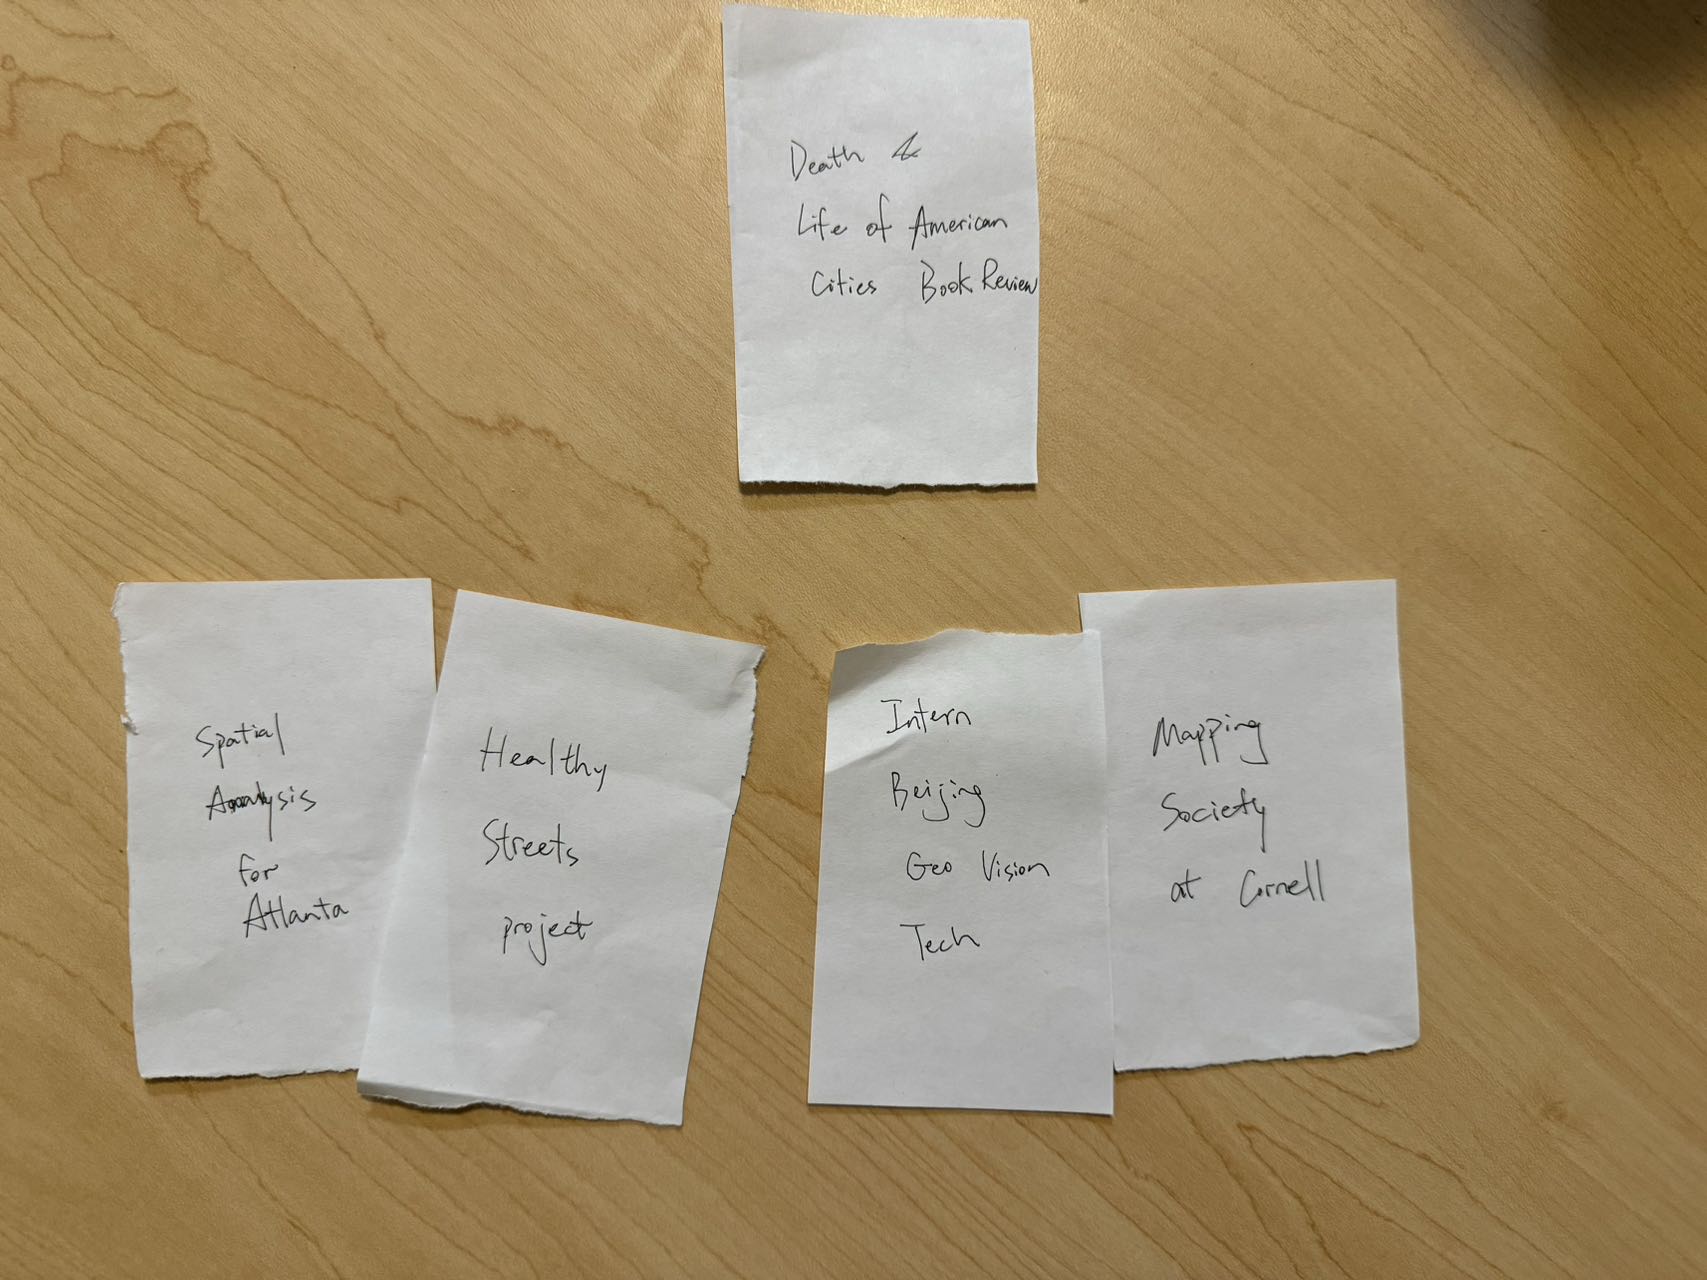 Death &
Life of American
Cities Book Review
Spatial
Analysis
for
Atlanta
Healthy
Streets
project
Intern
Beijing
Geo Vision
Tech
Mapping
Society
at Cornell